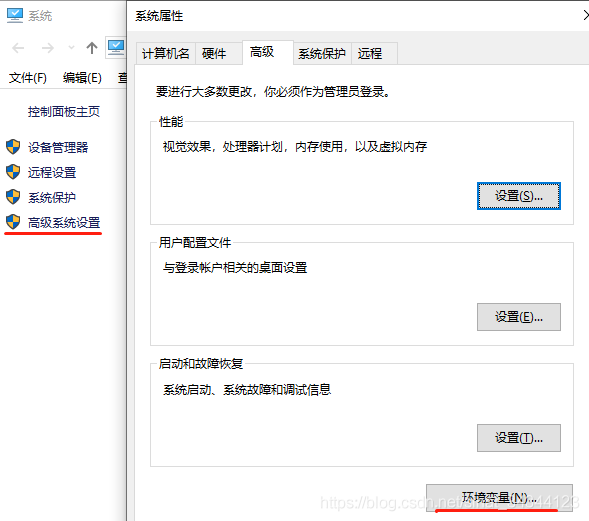 系统
文件(F) 编辑(E)
控制面板主页
设备管理器
远程设置
系统保护
高级系统设置
系统属性
计算机名 硬件 高级 系统保护 远程
要进行大多数更改，你必须作为管理员登录。
性能
视觉效果，处理器计划，内存使用，以及虚拟内存
设置(S)...
用户配置文件
与登录帐户相关的桌面设置
设置(E)...
启动和故障恢复
系统启动、系统故障和调试信息
设置(T)...
环境变量(N)...